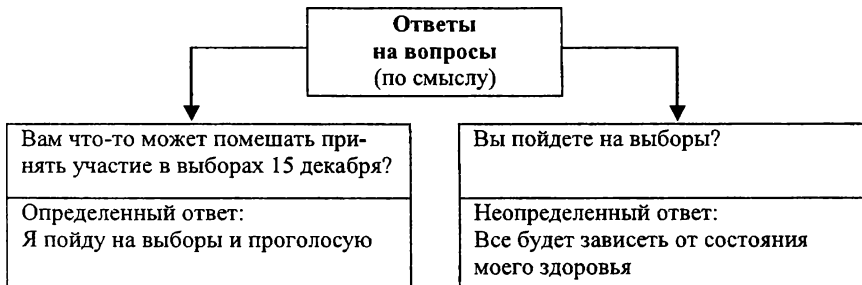 Ответы
на вопросы
(по смыслу)
Вам что-то может помешать при-
нять участие в выборах 15 декабря?
Определенный ответ:
Я пойду на выборы и проголосую
Вы пойдете на выборы?
Неопределенный ответ:
Все будет зависеть от состояния
моего здоровья